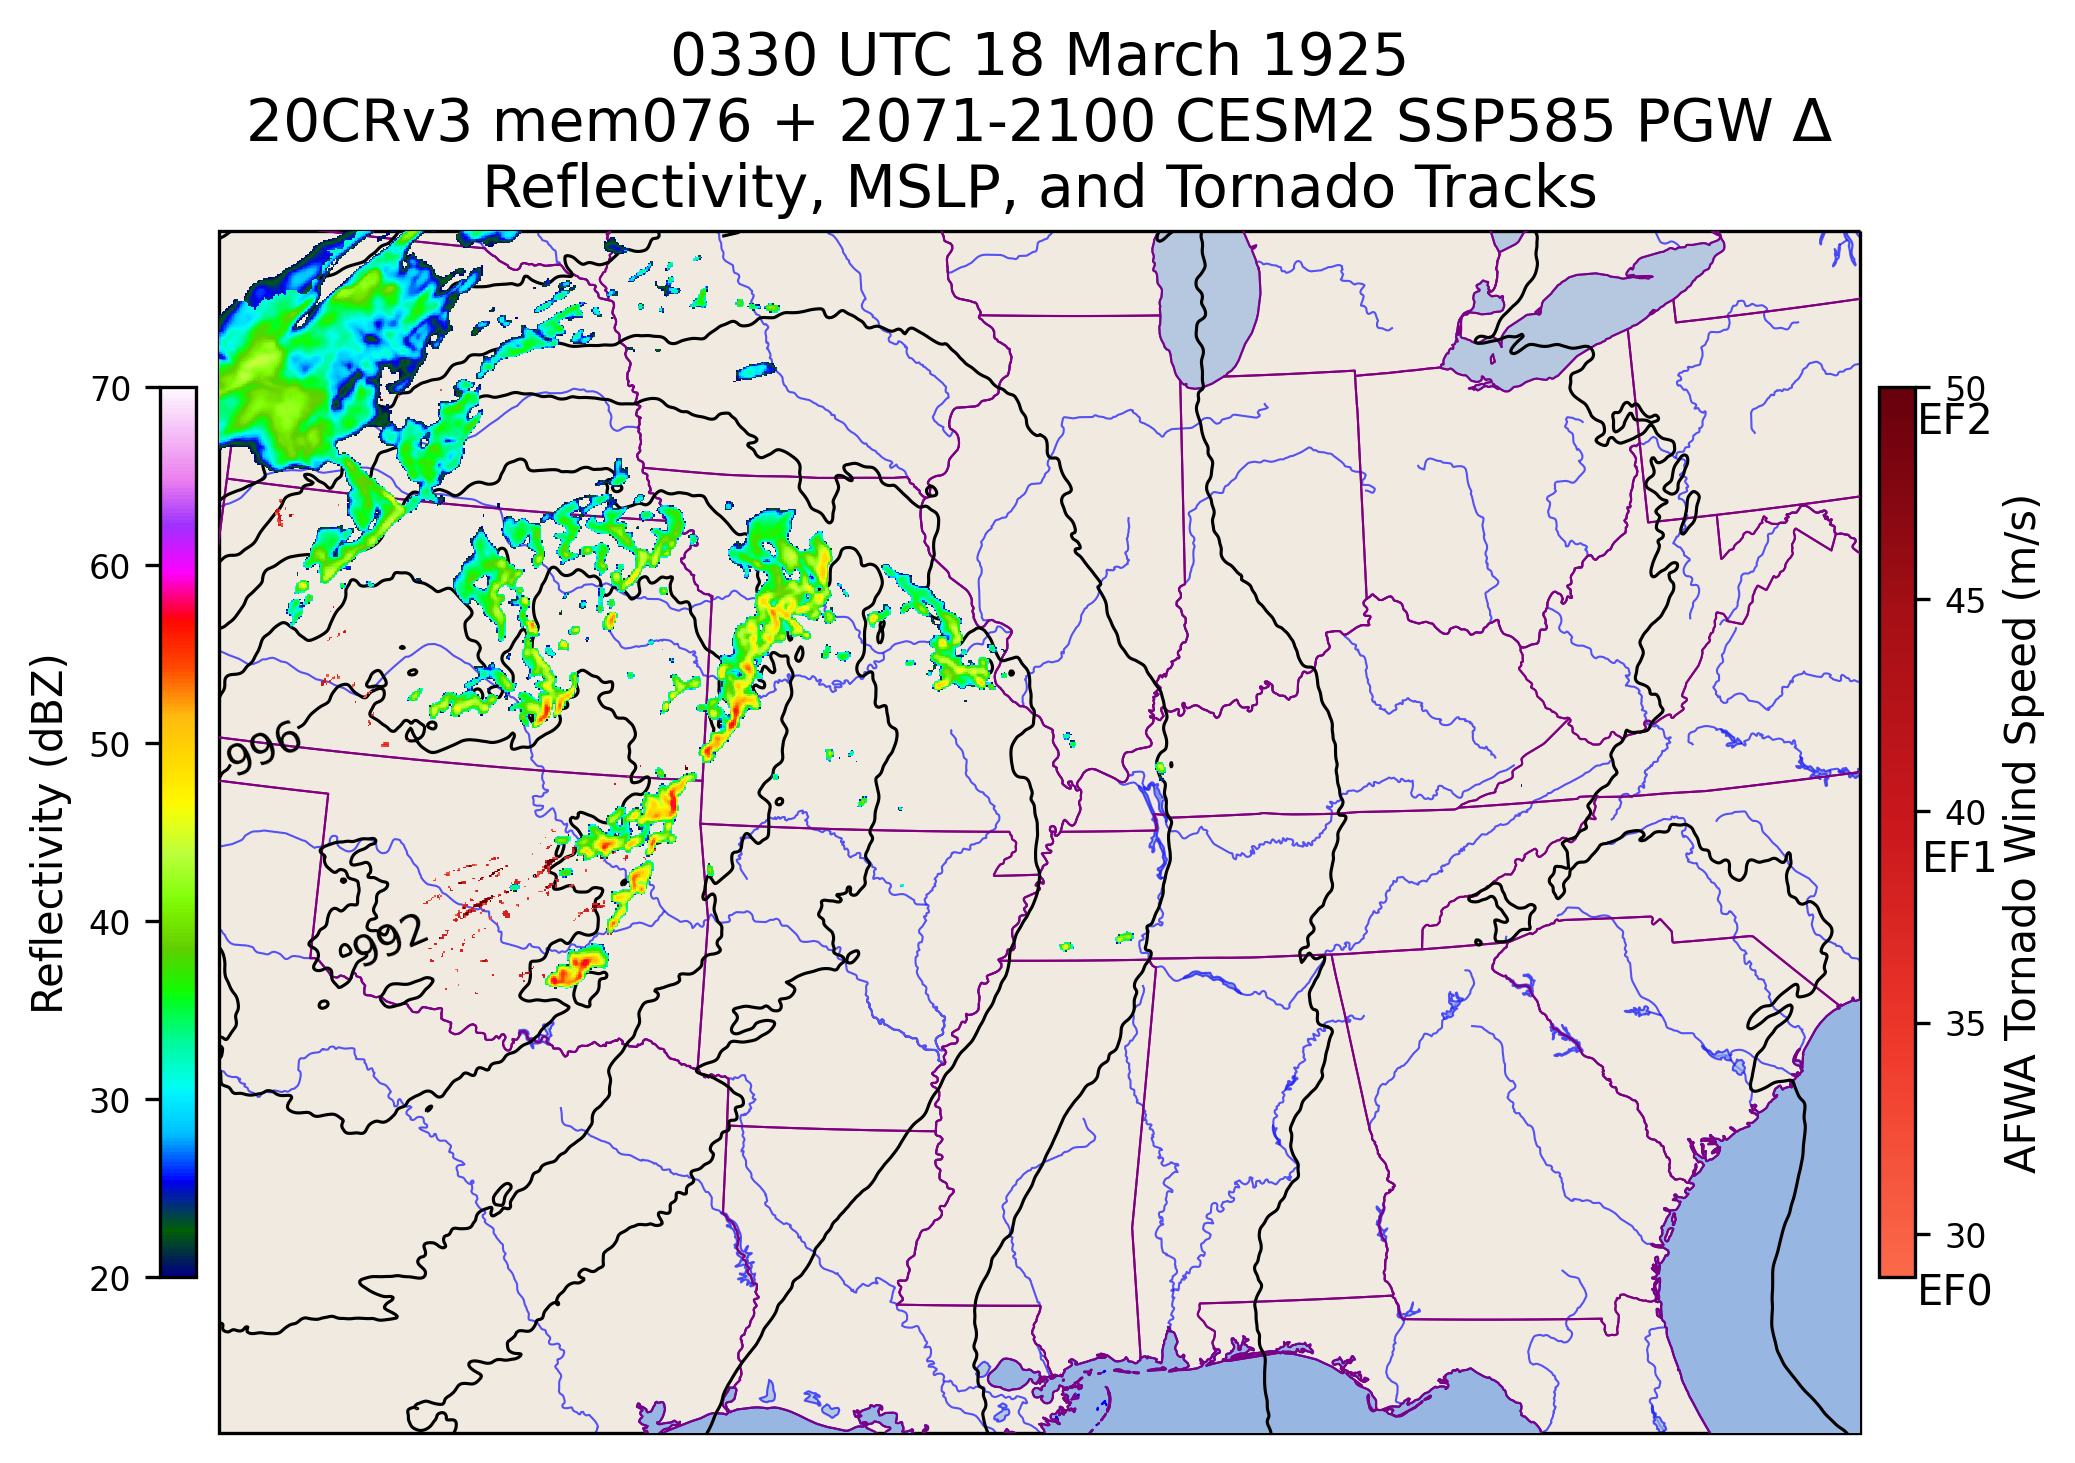 0330 UTC 18 March 1925
20CRv3 mem076 + 2071-2100 CESM2 SSP585 PGW Δ
Reflectivity, MSLP, and Tornado Tracks
70
60
50
40
30
20
Reflectivity (dBZ)
996
992
50
EF2
45
40
EF1
35
30
EF0
AFWA Tornado Wind Speed (m/s)